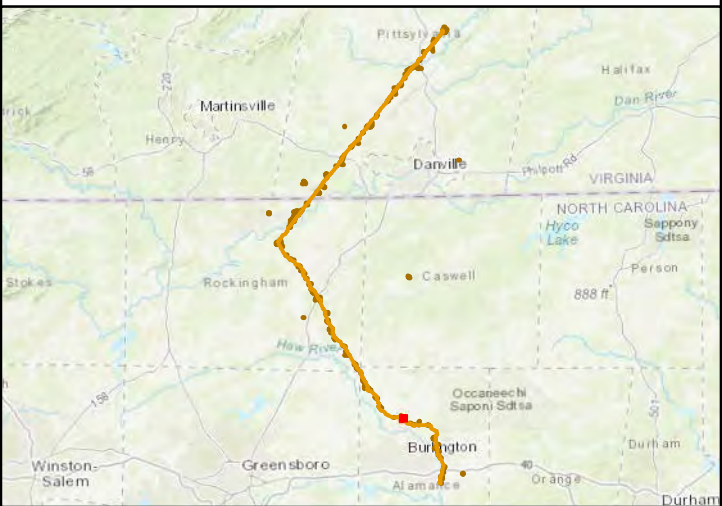 Pittsylvania
220
Halifax
Martinsville
Dan River
Henry
58
Danville
Philpott Rd
VIRGINIA
NORTH CAROLINA
Hyco
Lake
Sappony
Sdtsa
Person
Stokes
Rockingham
Caswell
888 ft
Haw River
158
Occaneechi
Saponi Sdtsa
501
Burlington
Durham
Winston-
Salem
Greensboro
40
Orange
Alamance
Durham